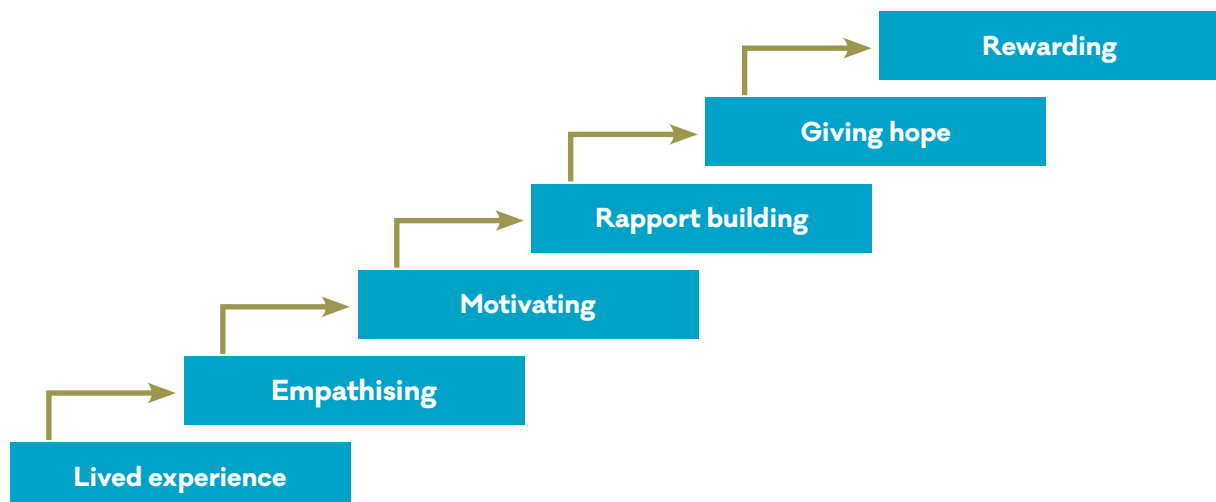 Rewarding
Giving hope
Rapport building
Motivating
Empathising
Lived experience